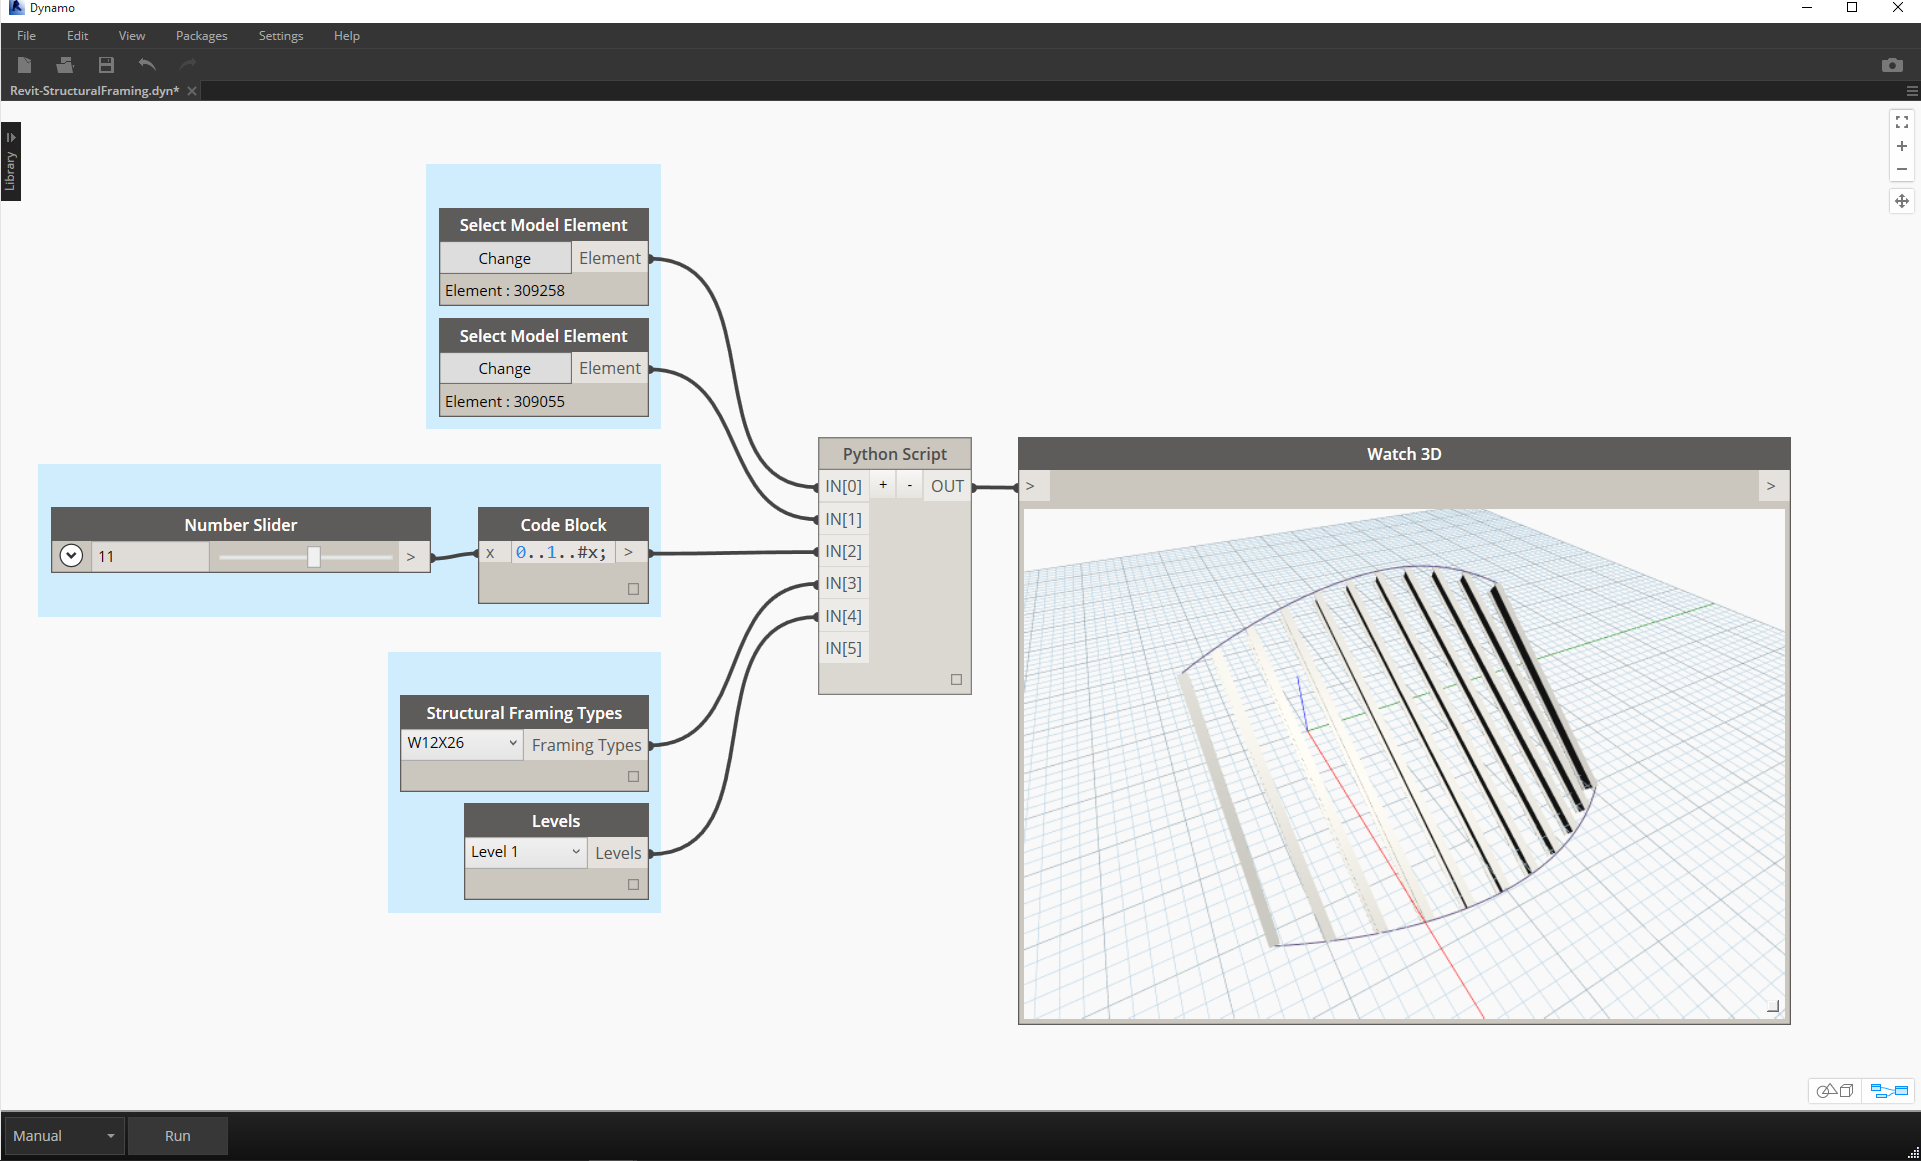 Dynamo
File Edit View Packages Settings Help
Revit-StructuralFraming.dyn*
Library
Select Model Element
Change Element
Element : 309258
Select Model Element
Change Element
Element : 309055
Number Slider
11 >
Code Block
x 0..1..#x; >
Structural Framing Types
W12X26 Framing Types
Levels
Level 1 Levels
Python Script
IN[0] + - OUT
IN[1]
IN[2]
IN[3]
IN[4]
IN[5]
Watch 3D
> >
Manual Run